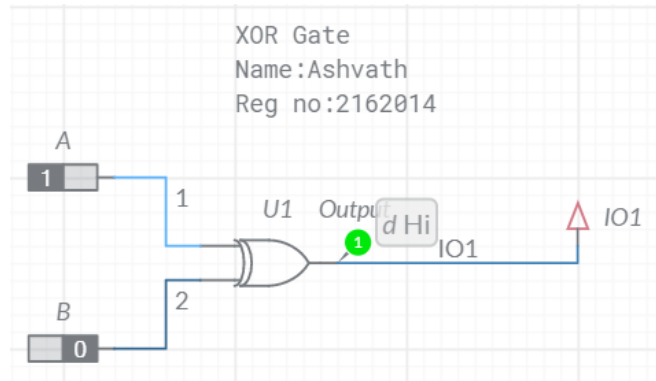 XOR Gate
Name:Ashvath
Reg no:2162014
A
1
1
U1
Output
d Hi
IO1
1
IO1
2
B
0